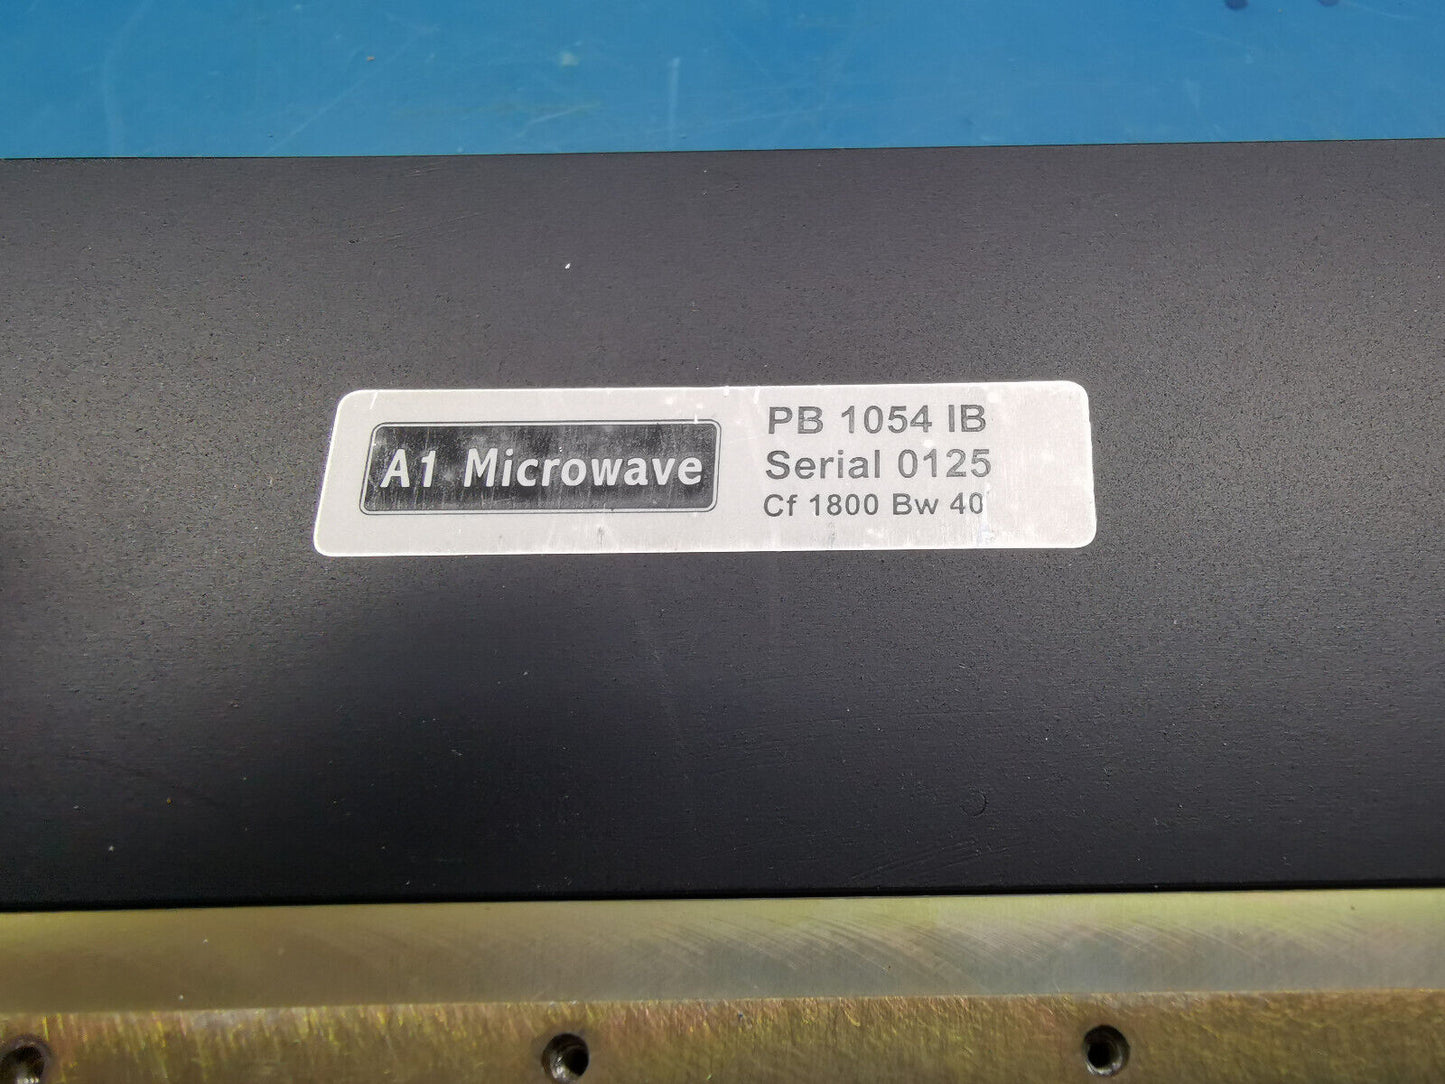 A1 Microwave
PB 1054 IB
Serial 0125
Cf 1800 Bw 40